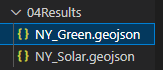 04Results
{} NY_Green.geojson
{} NY_Solar.geojson